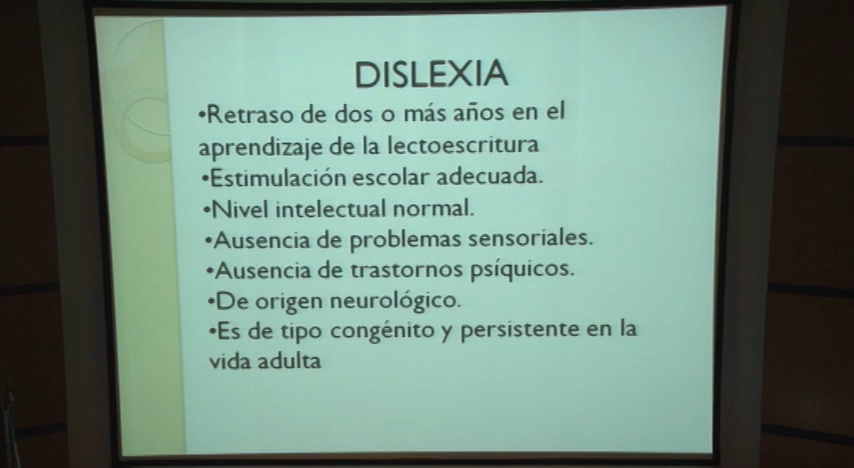 DISLEXIA
•Retraso de dos o más años en el
aprendizaje de la lectoescritura
•Estimulación escolar adecuada.
•Nivel intelectual normal.
•Ausencia de problemas sensoriales.
•Ausencia de trastornos psíquicos.
•De origen neurológico.
•Es de tipo congénito y persistente en la
vida adulta